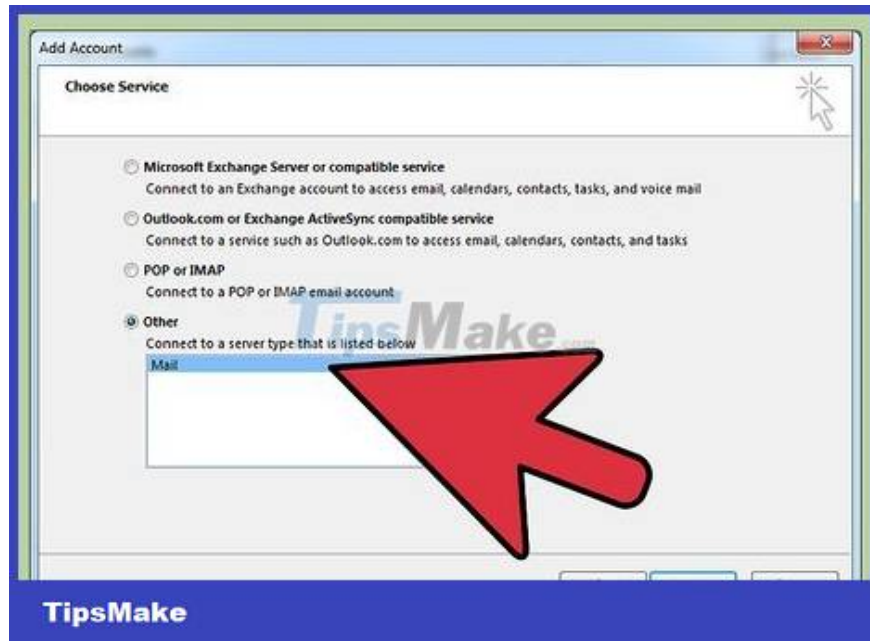 Add Account
Choose Service
Microsoft Exchange Server or compatible service
Connect to an Exchange account to access email, calendars, contacts, tasks, and voice mail
Outlook.com or Exchange ActiveSync compatible service
Connect to a service such as Outlook.com to access email, calendars, contacts, and tasks
POP or IMAP
Connect to a POP or IMAP email account
Other
TipsMake.com
Connect to a server type that is listed below
Mail
TipsMake